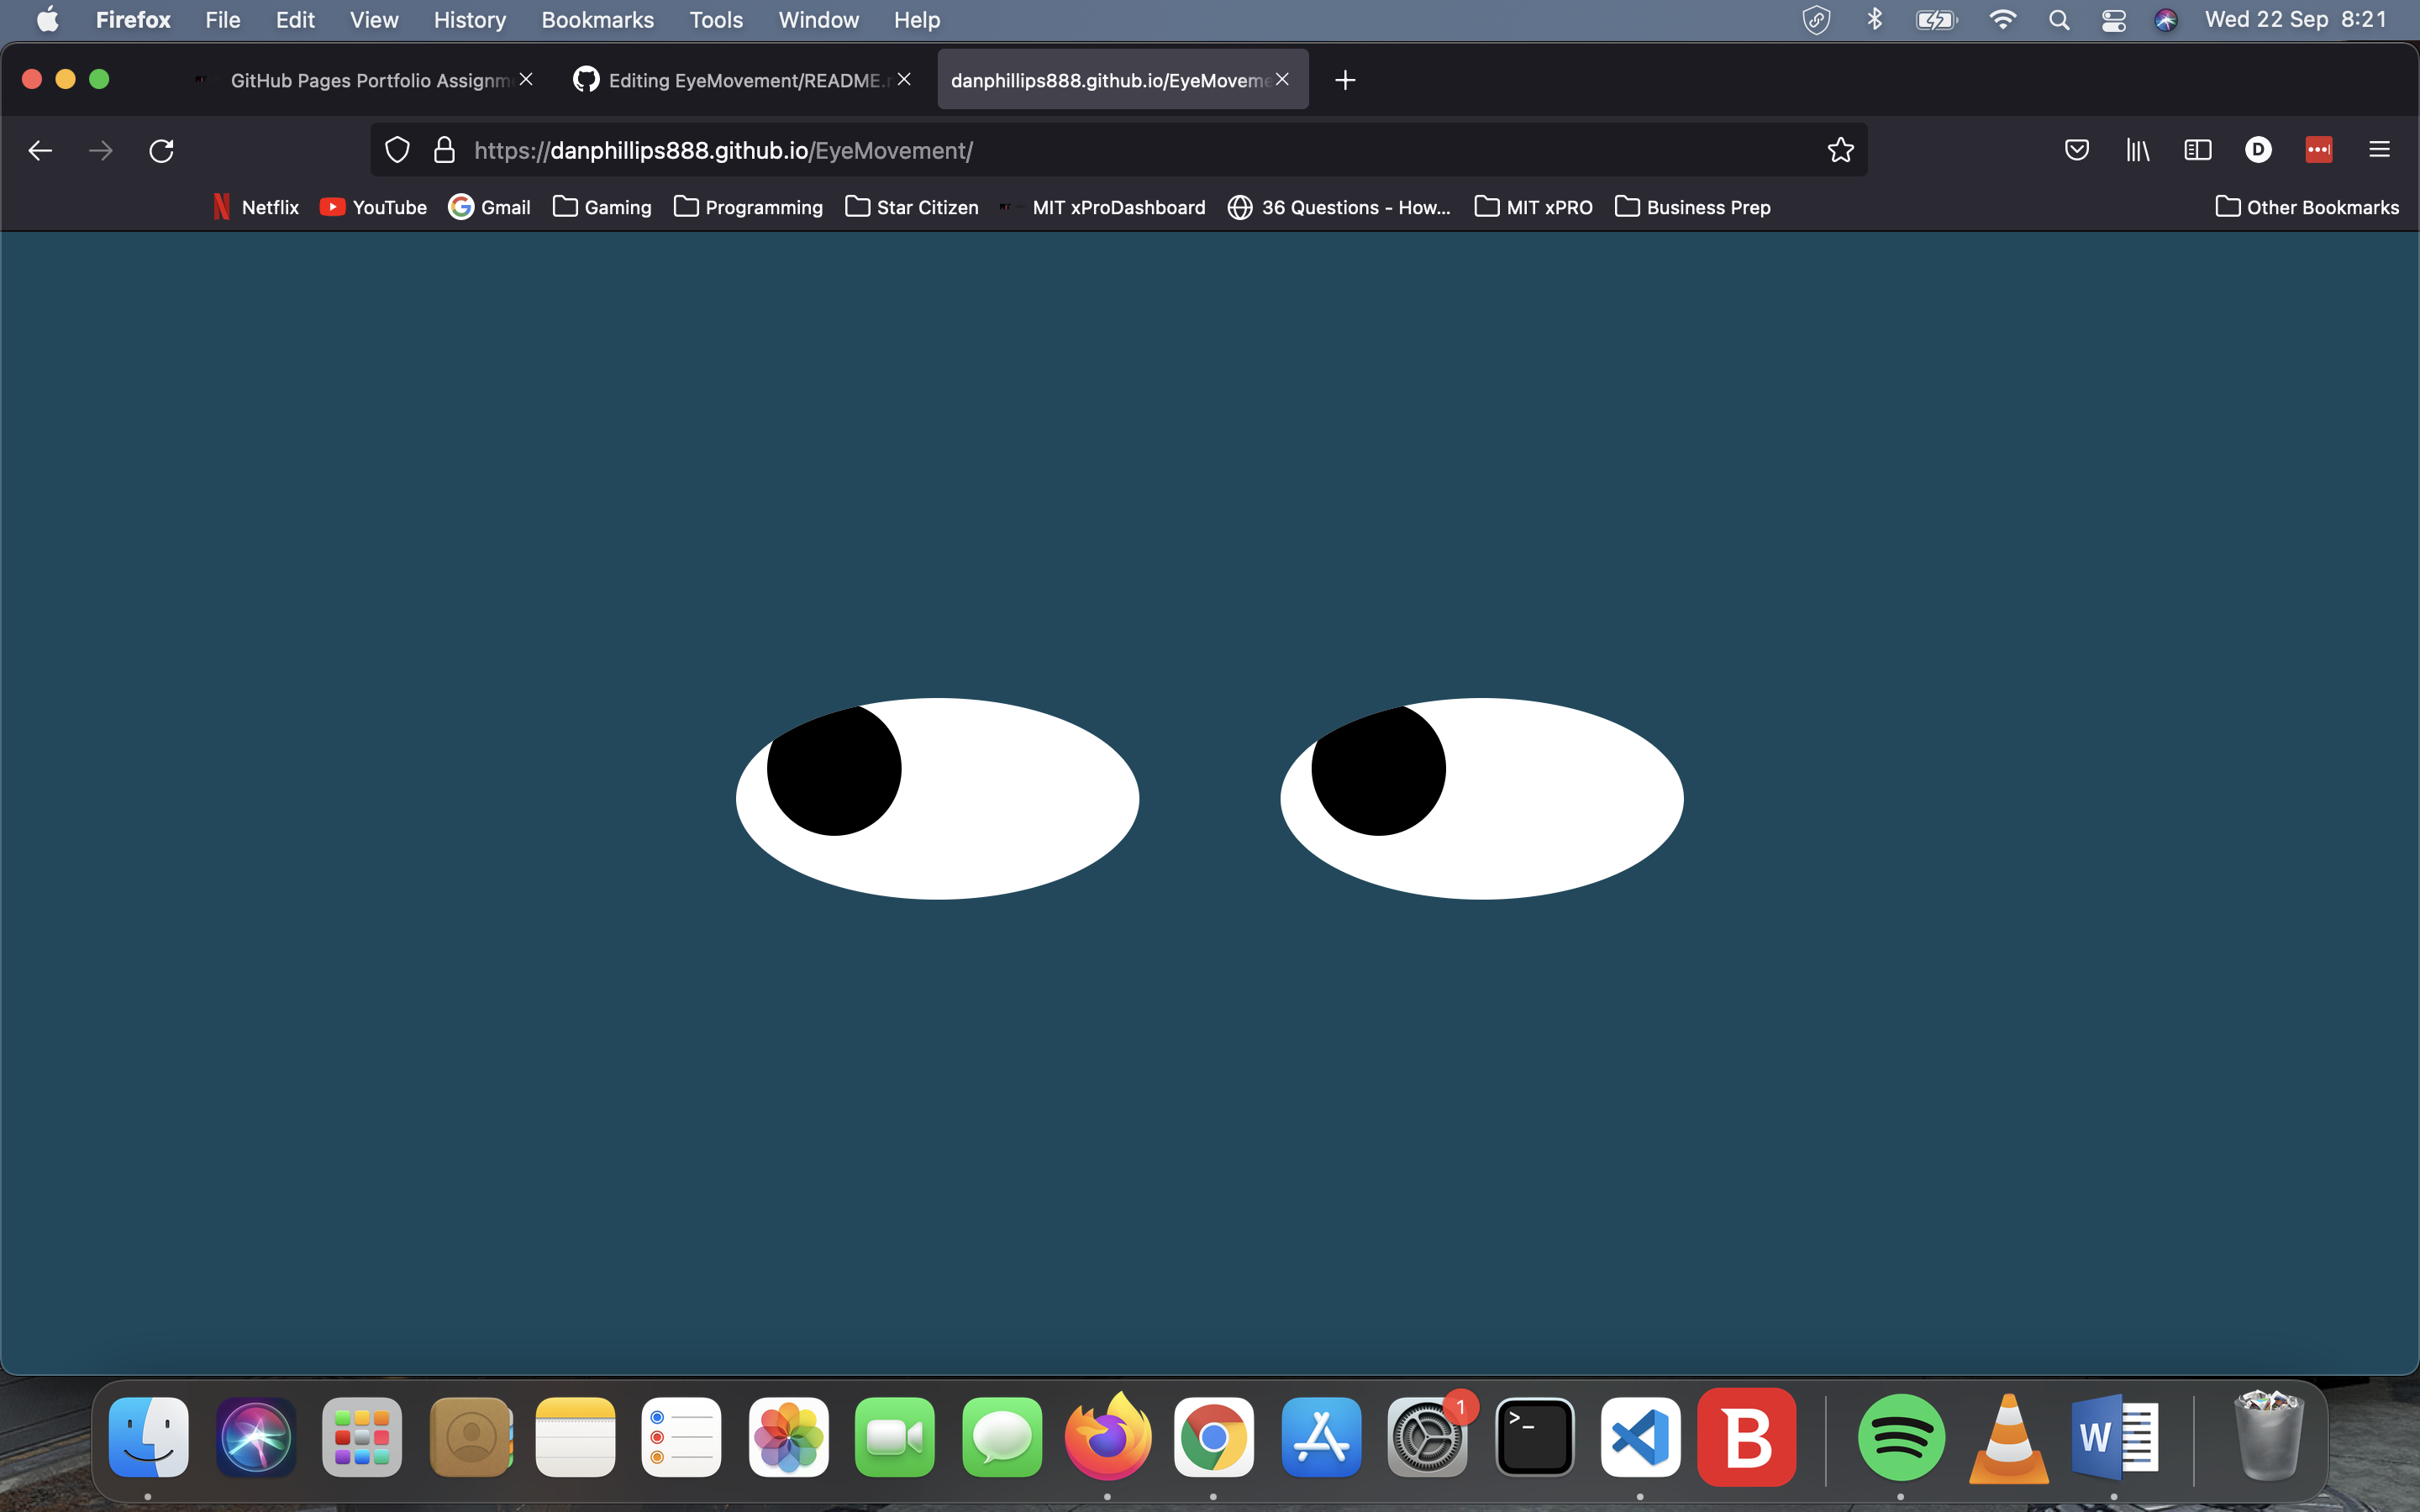 Firefox File Edit View History Bookmarks Tools Window Help Wed 22 Sep 8:21
GitHub Pages Portfolio Assignm Editing EyeMovement/README. danphillips888.github.io/EyeMoveme
https://danphillips888.github.io/EyeMovement/ D
Netflix YouTube Gmail Gaming Programming Star Citizen MIT xProDashboard 36 Questions - How... MIT xPRO Business Prep Other Bookmarks
1
>_ B W